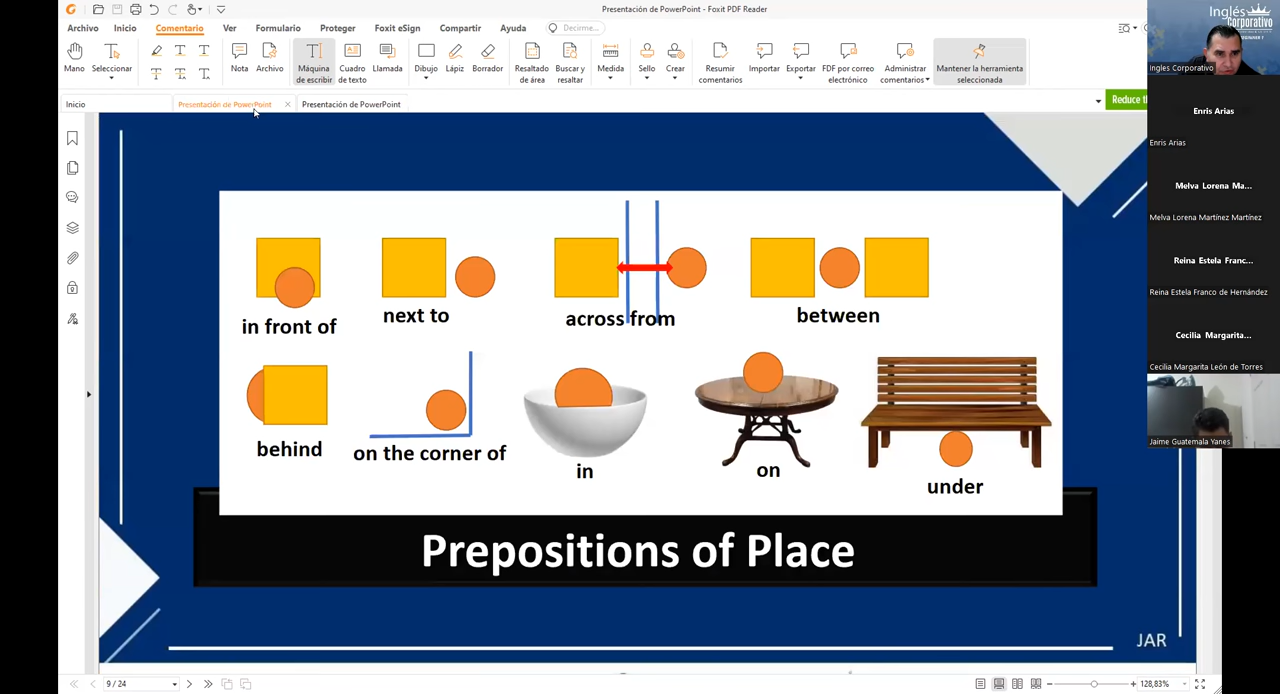 Presentación de PowerPoint - Foxit PDF Reader
Archivo Inicio Comentario Ver Formulario Proteger Foxit eSign Compartir Ayuda Decirme...
Mano Seleccionar Nota Archivo Máquina de escribir Cuadro de texto Llamada Dibujo Lápiz Borrador Resaltado de área Buscar y resaltar Medida Sello Crear Resumir comentarios Importar Exportar FDF por correo electrónico Administrar comentarios Mantener la herramienta seleccionada
Inicio Presentación de PowerPoint Presentación de PowerPoint
Reduce
in front of next to across from between
behind on the corner of in on under
Prepositions of Place
JAR
9 / 24 128,83%
Inglés
Corporativo
Ingles Corporativo
Enris Arias
Enris Arias
Melva Lorena Ma...
Melva Lorena Martínez Martínez
Reina Estela Franc...
Reina Estela Franco de Hernández
Cecilia Margarita...
Cecilia Margarita León de Torres
Jaime Guatemala Yanes